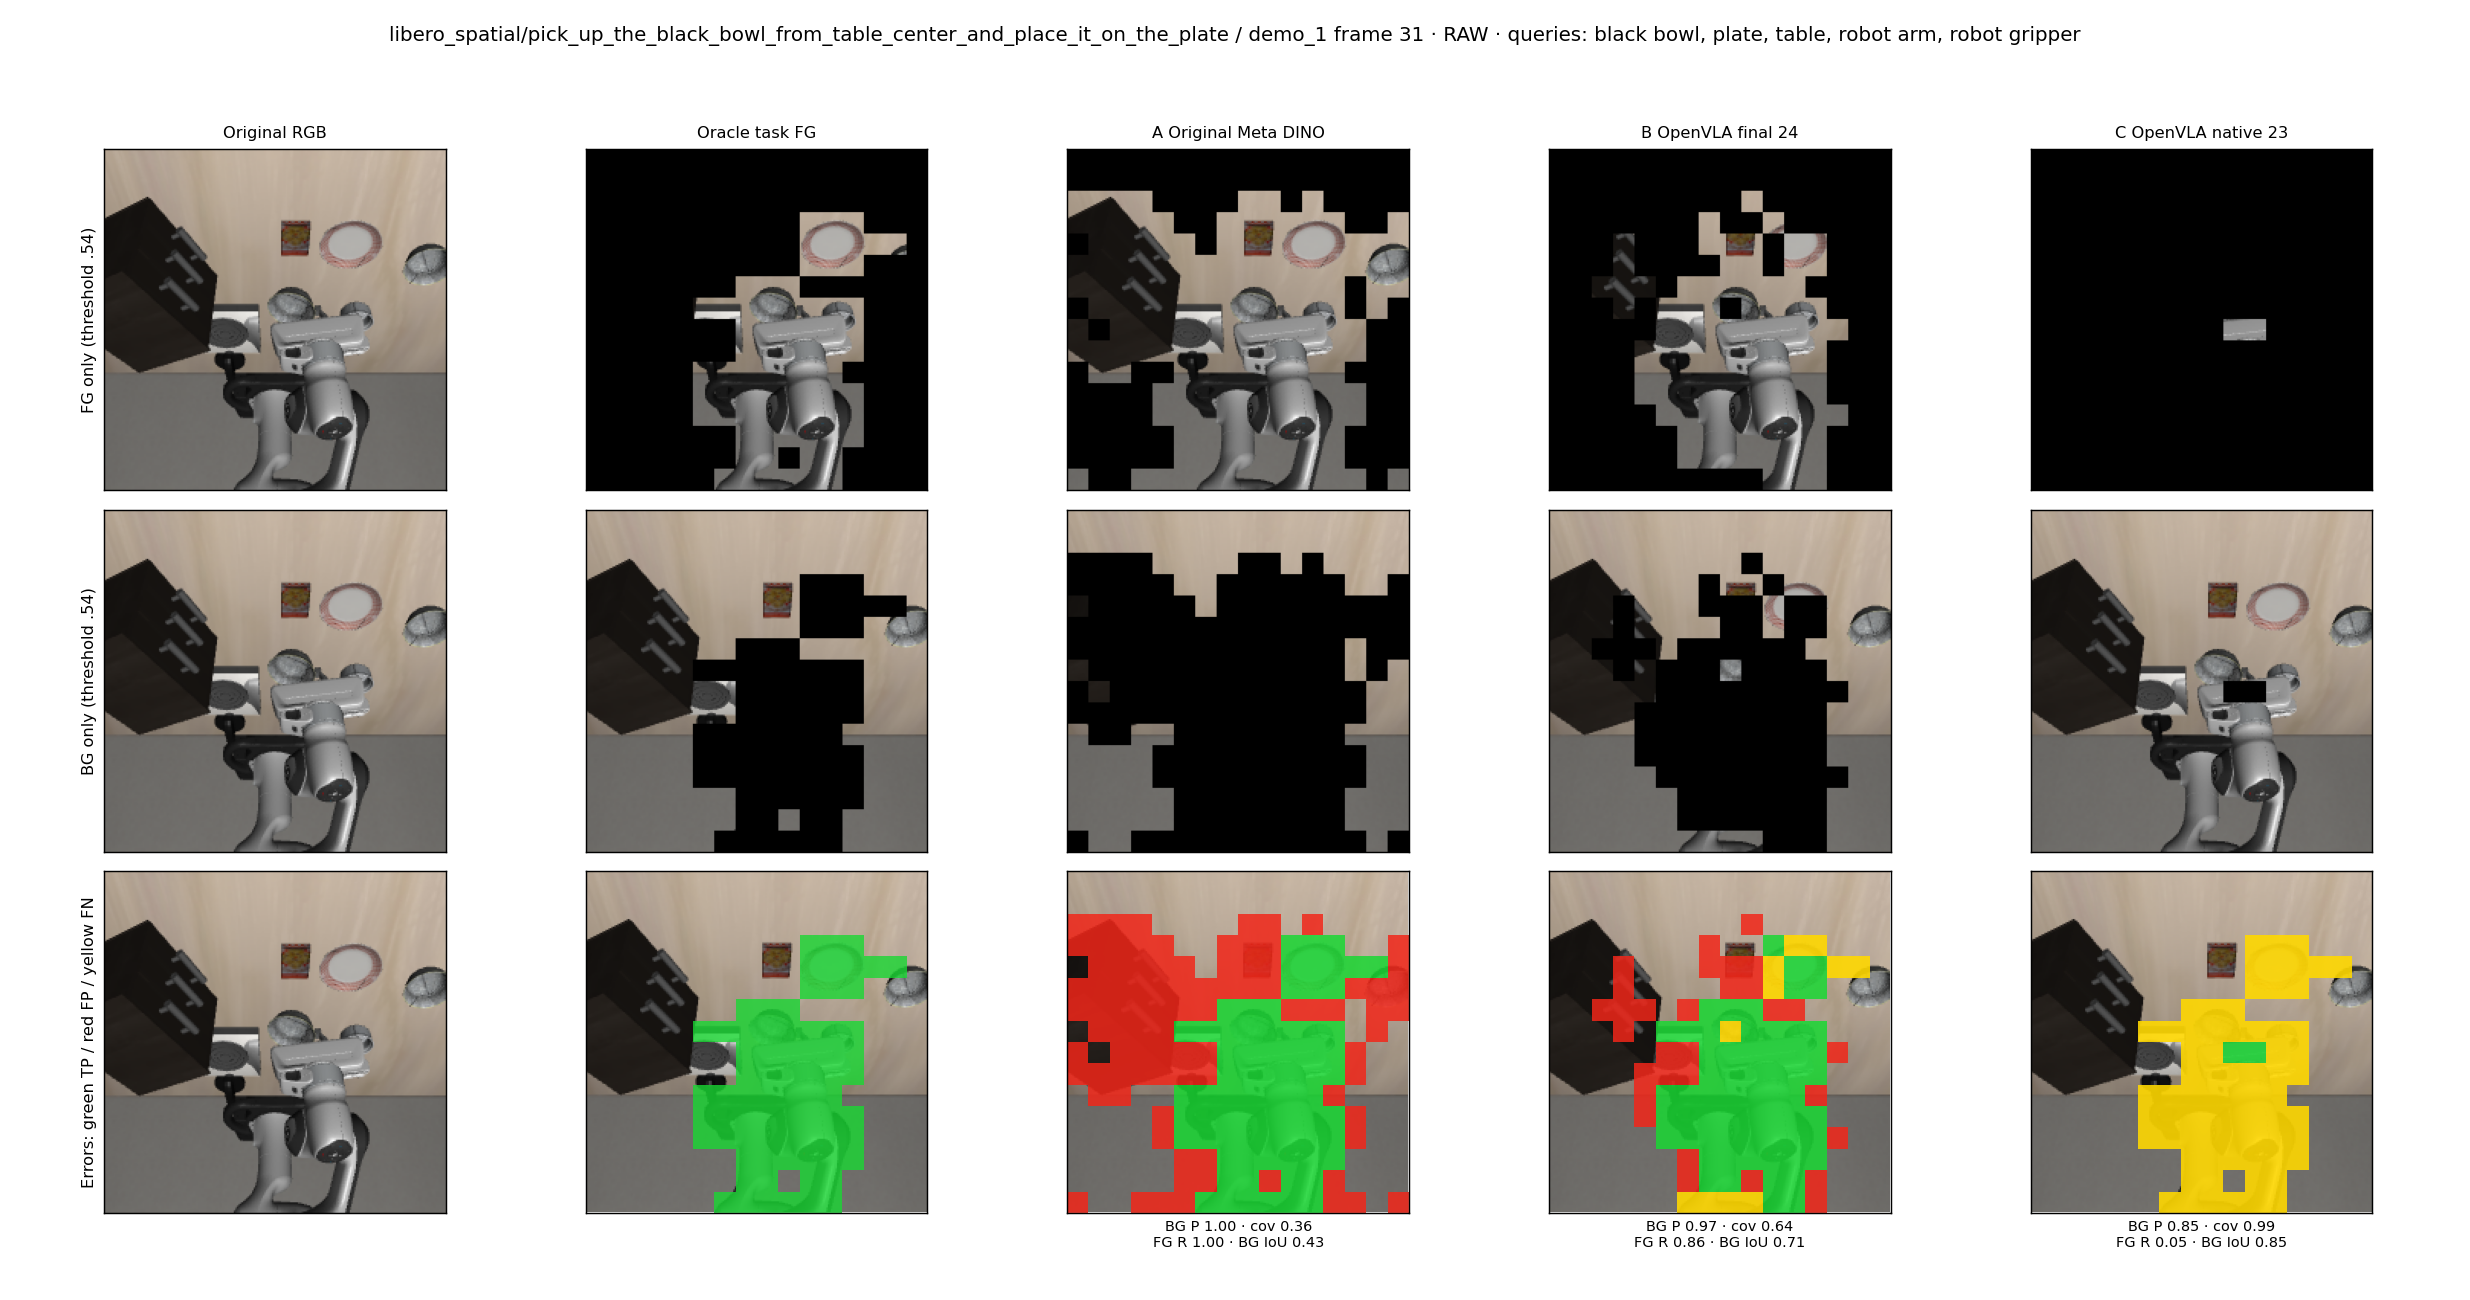 libero_spatial/pick_up_the_black_bowl_from_table_center_and_place_it_on_the_plate / demo_1 frame 31 · RAW · queries: black bowl, plate, table, robot arm, robot gripper
Original RGB
Oracle task FG
A Original Meta DINO
B OpenVLA final 24
C OpenVLA native 23
FG only (threshold .54)
BG only (threshold .54)
Errors: green TP / red FP / yellow FN
BG P 1.00 · cov 0.36
FG R 1.00 · BG IoU 0.43
BG P 0.97 · cov 0.64
FG R 0.86 · BG IoU 0.71
BG P 0.85 · cov 0.99
FG R 0.05 · BG IoU 0.85